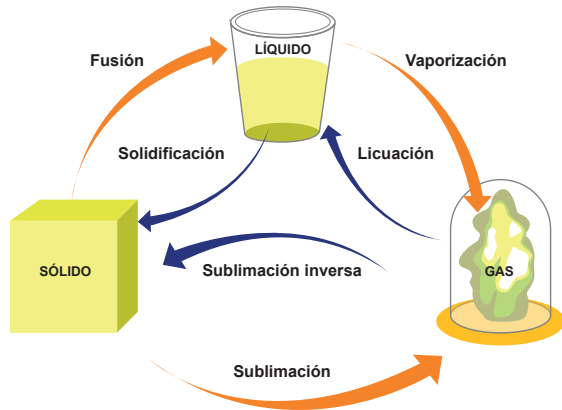 LÍQUIDO
Fusión
Vaporización
Solidificación
Licuación
SÓLIDO
Sublimación inversa
GAS
Sublimación